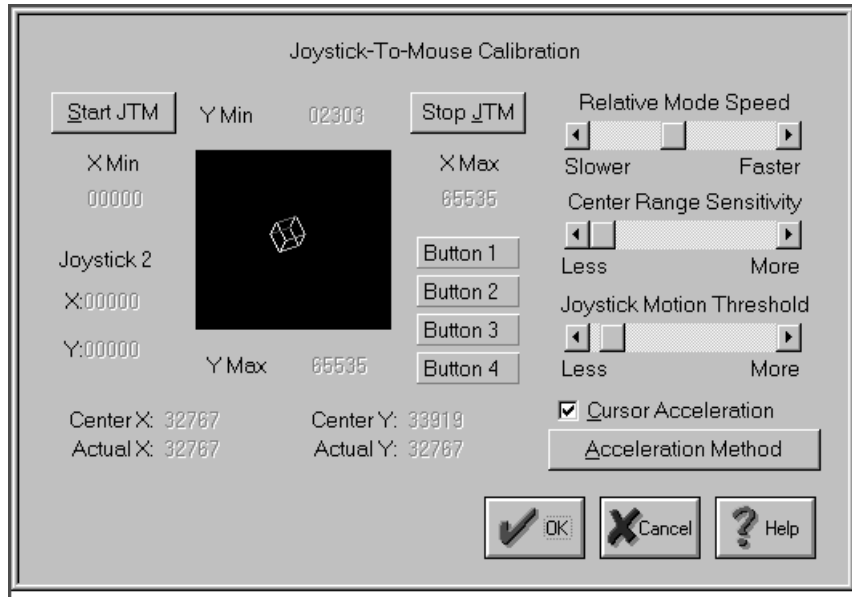 Joystick-To-Mouse Calibration
Start JTM
Y Min 02303
Stop JTM
X Min
00000
X Max
65535
Joystick 2
X:00000
Y:00000
Button 1
Button 2
Button 3
Button 4
Y Max 65535
Center X: 32767
Center Y: 33919
Actual X: 32767
Actual Y: 32767
Relative Mode Speed
Slower Faster
Center Range Sensitivity
Less More
Joystick Motion Threshold
Less More
Cursor Acceleration
Acceleration Method
OK
Cancel
Help